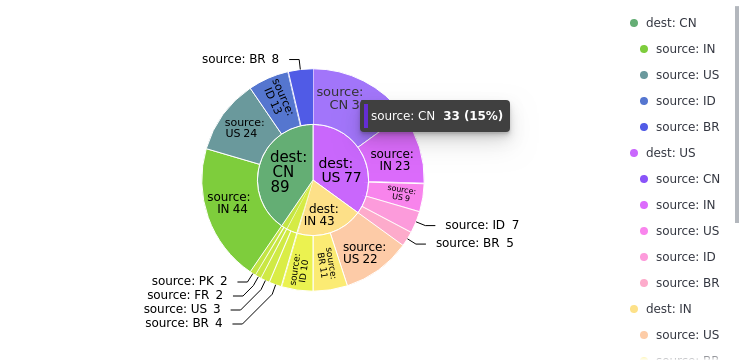 source: BR 8
source:
CN 3
source: CN 33 (15%)
source:
ID 13
source:
US 24
dest:
CN
89
dest:
US 77
source:
IN 23
source:
US 9
source:
IN 44
dest:
IN 43
source: ID 7
source: BR 5
source:
US 22
source:
BR 11
source:
ID 10
source: PK 2
source: FR 2
source: US 3
source: BR 4
dest: CN
source: IN
source: US
source: ID
source: BR
dest: US
source: CN
source: IN
source: US
source: ID
source: BR
dest: IN
source: US
source: BR